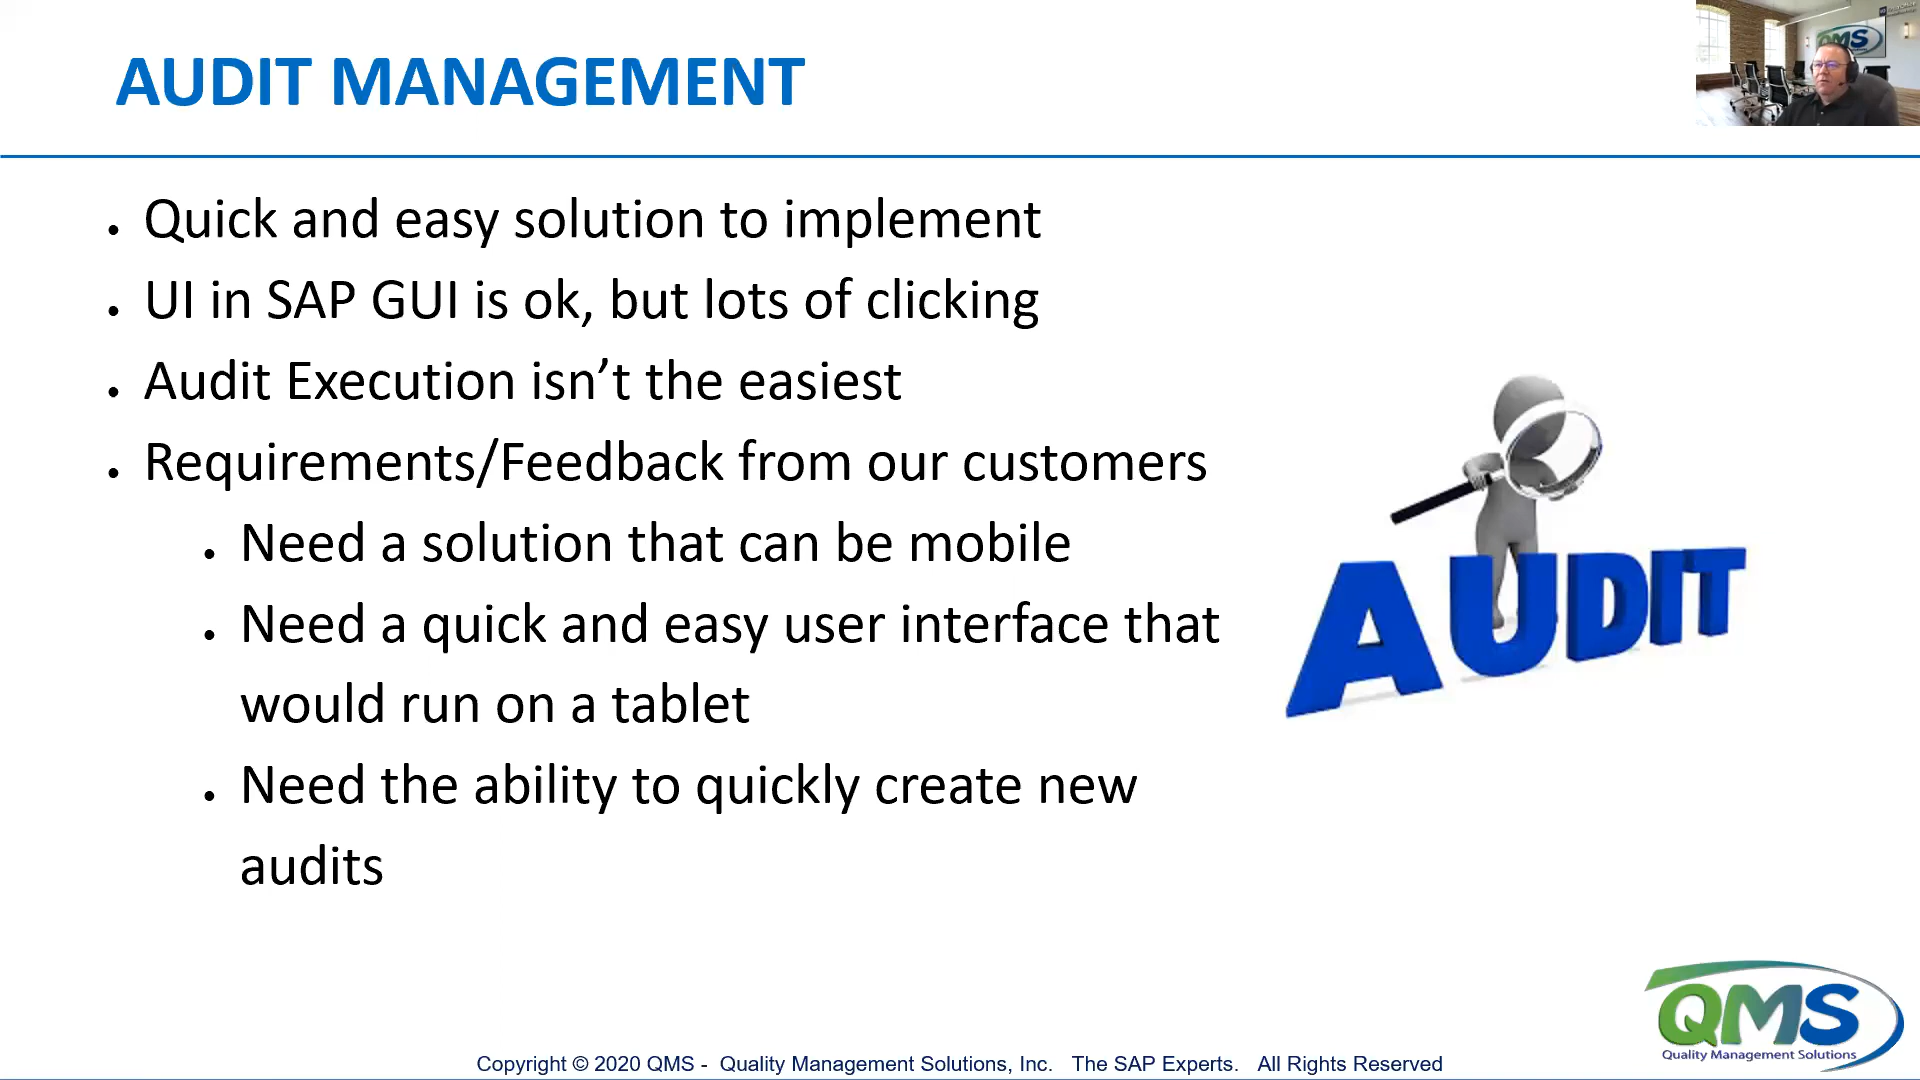 AUDIT MANAGEMENT
QMS
Quick and easy solution to implement
UI in SAP GUI is ok, but lots of clicking
Audit Execution isn’t the easiest
Requirements/Feedback from our customers
Need a solution that can be mobile
Need a quick and easy user interface that
would run on a tablet
Need the ability to quickly create new
audits
AUDIT
QMS
Quality Management Solutions
Copyright © 2020 QMS - Quality Management Solutions, Inc. The SAP Experts. All Rights Reserved